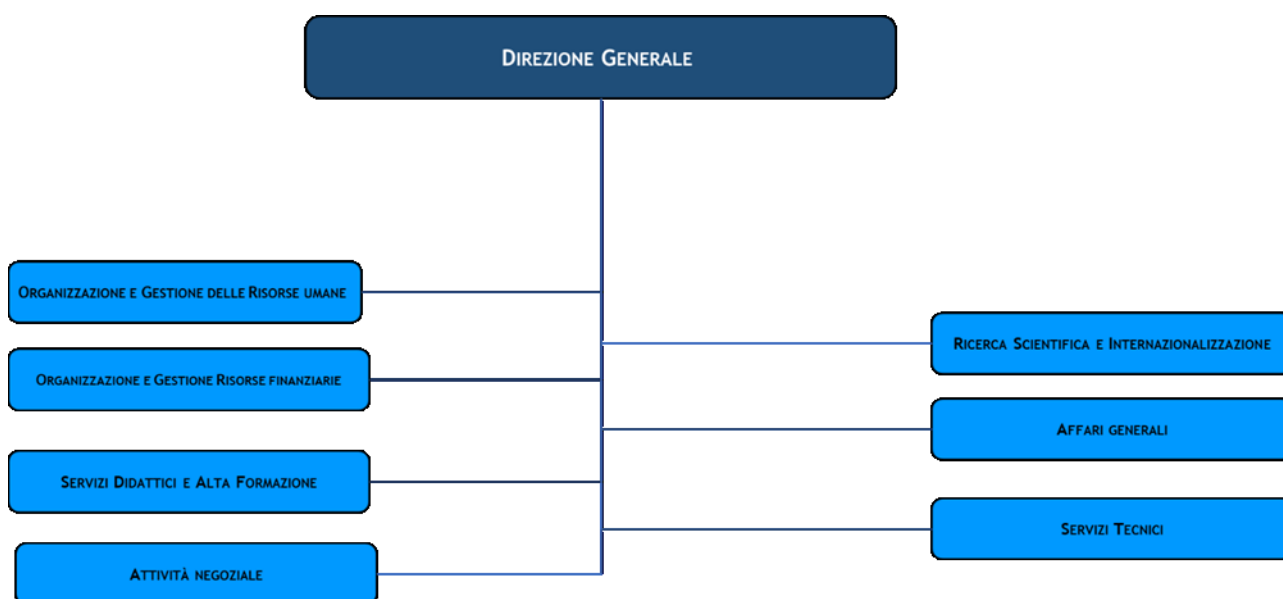 Direzione Generale
Organizzazione e Gestione delle Risorse umane
Organizzazione e Gestione Risorse finanziarie
Servizi Didattici e Alta Formazione
Attività negoziale
Ricerca Scientifica e Internazionalizzazione
Affari generali
Servizi Tecnici